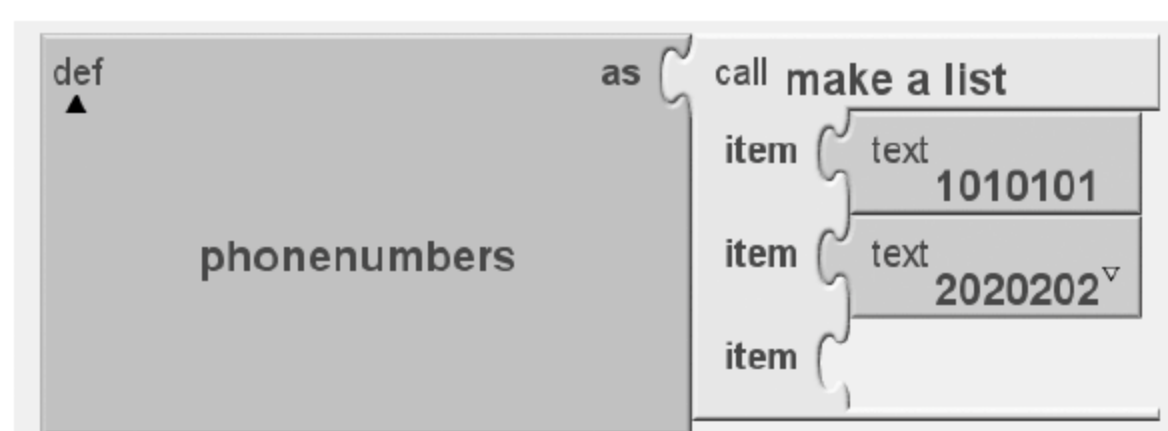 def as call make a list
item text
1010101
phonenumbers item text
2020202
item